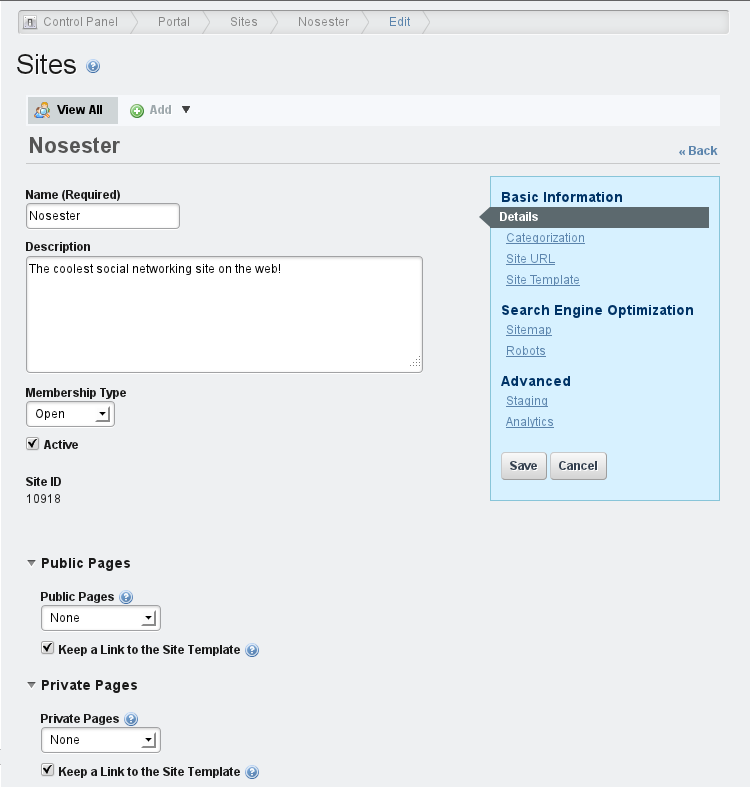 Control Panel Portal Sites Nosester Edit
Sites
View All Add
Nosester
« Back
Name (Required)
Nosester
Description
The coolest social networking site on the web!
Membership Type
Open
Active
Site ID
10918
Basic Information
Details
Categorization
Site URL
Site Template
Search Engine Optimization
Sitemap
Robots
Advanced
Staging
Analytics
Save Cancel
Public Pages
Public Pages
None
Keep a Link to the Site Template
Private Pages
Private Pages
None
Keep a Link to the Site Template